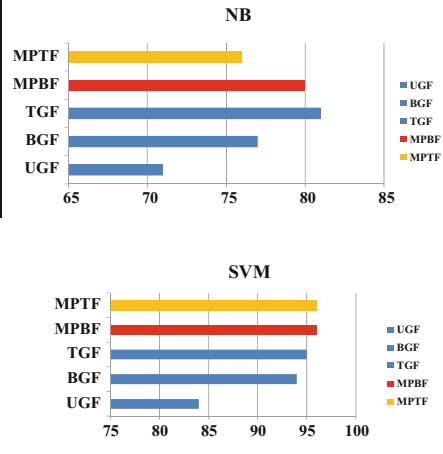 NB
MPTF
MPBF
TGF
BGF
UGF
65 70 75 80 85
UGF
BGF
TGF
MPBF
MPTF
SVM
MPTF
MPBF
TGF
BGF
UGF
75 80 85 90 95 100
UGF
BGF
TGF
MPBF
MPTF